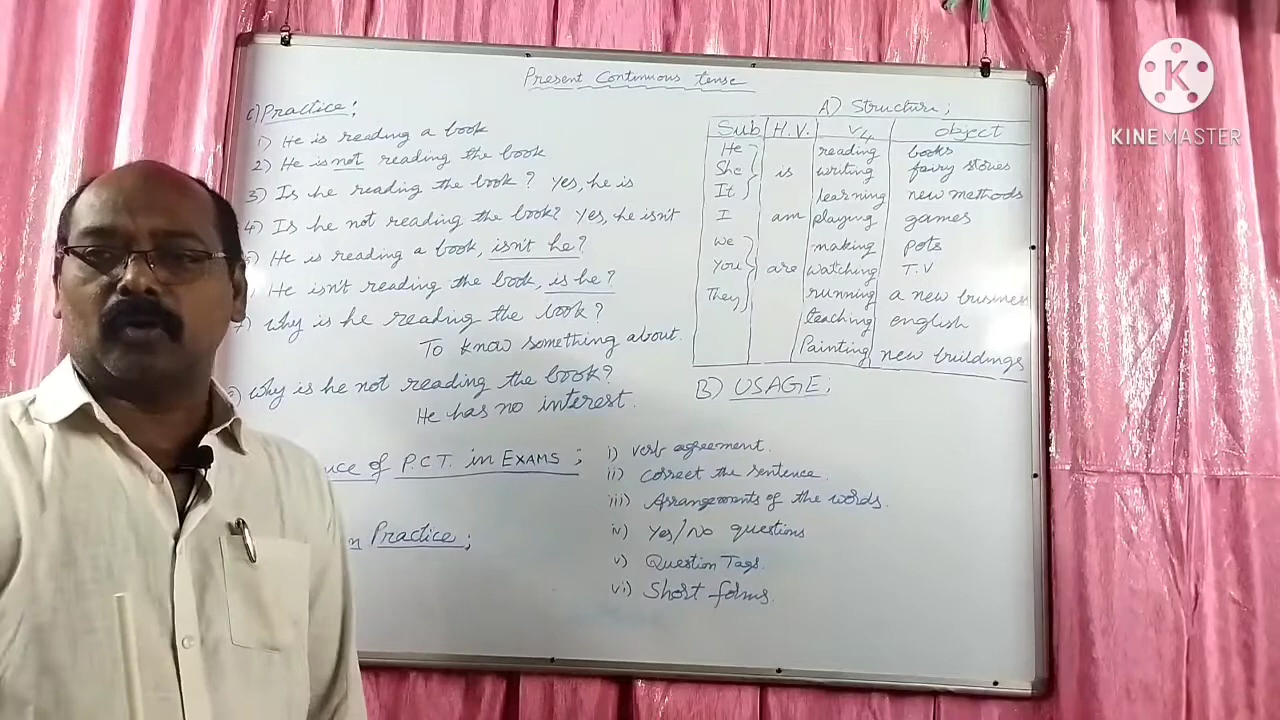 Present Continuous tense
C) Practice;
1) He is reading a book
2) He is not reading the book
3) Is he reading the book? Yes, he is
4) Is he not reading the book? Yes, he isn't
He is reading a book, isn't he?
He isn't reading the book, is he?
7) Why is he reading the book?
To know something about.
Why is he not reading the book?
He has no interest.
of P.C.T. in EXAMS;
Practice;
A) Structure;
Sub H.V. V4 object
He reading books
She is writing fairy stories
It learning new methods
I am playing games
We making pots
You are watching T.V
They running a new business
teaching english
Painting new buildings
B) USAGE;
i) verb agreement.
ii) Correct the sentence.
iii) Arrangements of the words.
iv) Yes/No questions
v) Question Tags.
vi) Short forms.
K
KINEMASTER